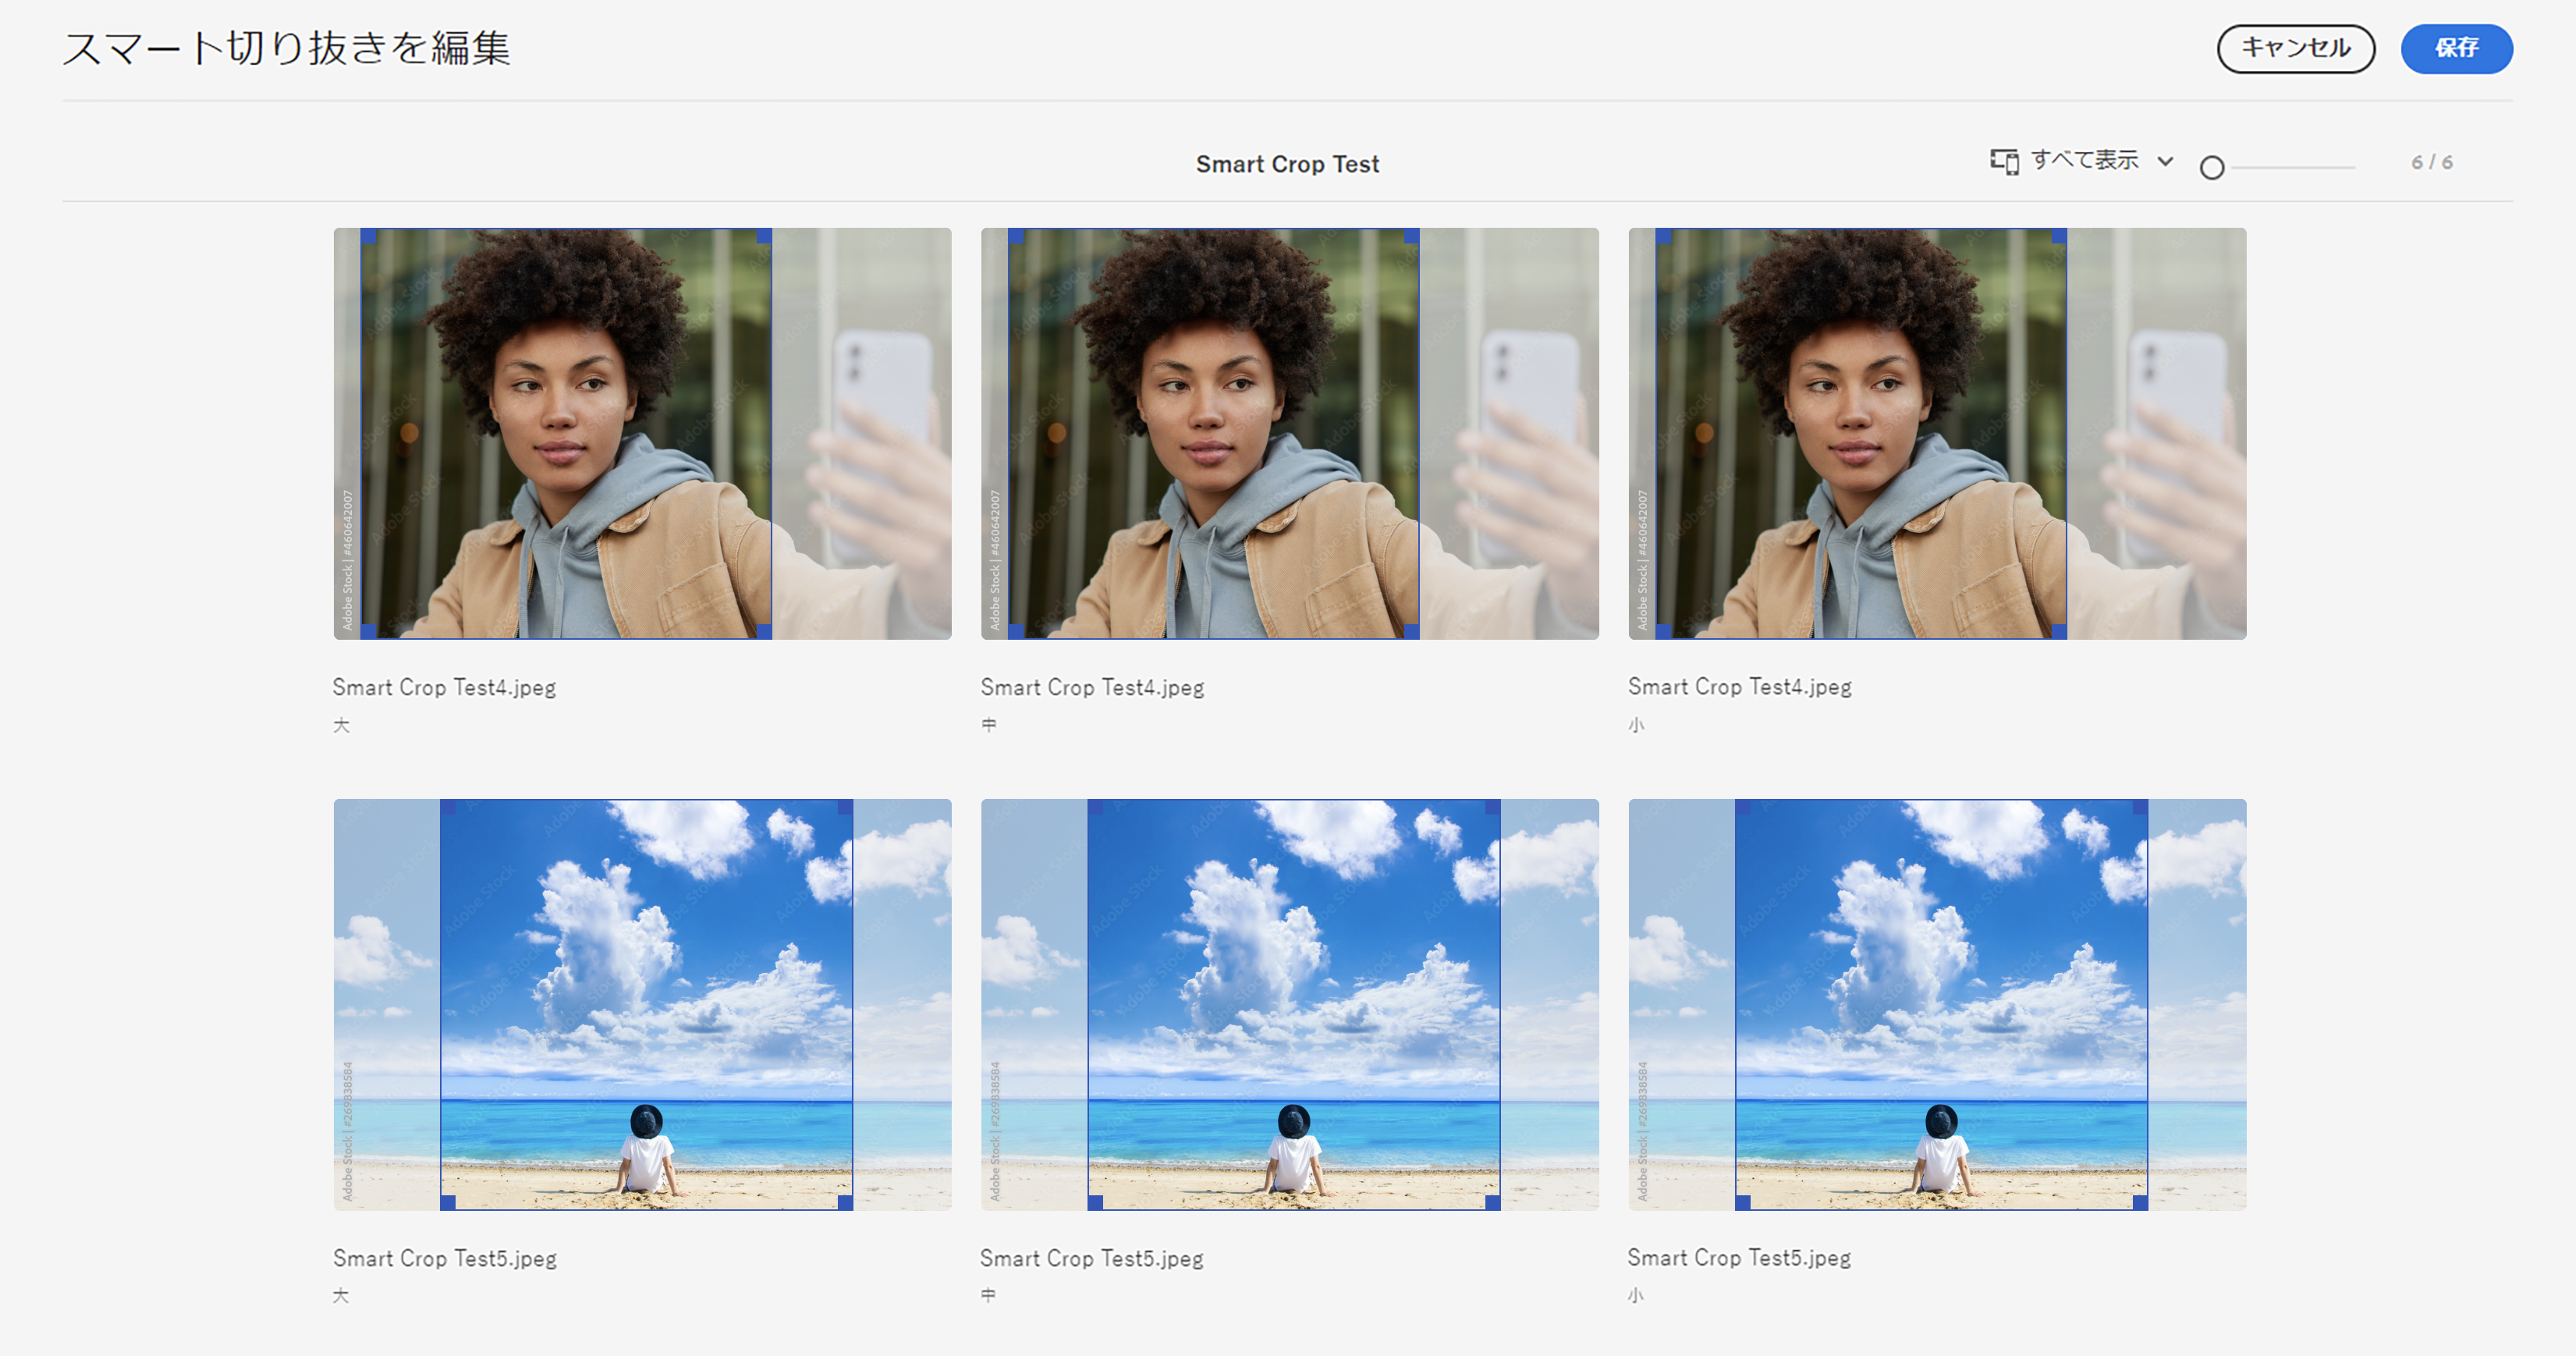 スマート切り抜きを編集
キャンセル
保存
Smart Crop Test
すべて表示
6 / 6
Adobe Stock | #460642007
Adobe Stock | #460642007
Adobe Stock | #460642007
Smart Crop Test4.jpeg
Smart Crop Test4.jpeg
Smart Crop Test4.jpeg
大
中
小
Adobe Stock | #269838584
Adobe Stock | #269838584
Adobe Stock | #269838584
Smart Crop Test5.jpeg
Smart Crop Test5.jpeg
Smart Crop Test5.jpeg
大
中
小